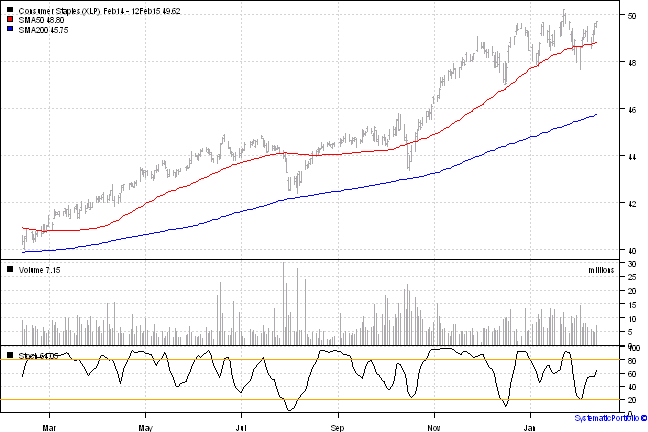 Consumer Staples (XLP) Feb14 - 12Feb15 49.62
SMA50 48.80
SMA200 45.75
50
48
46
44
42
40
Volume 7.15
millions
30
25
20
15
10
5
100
80
60
40
20
0
Mar May Jul Sep Nov Jan
SystematicPortfolio ©